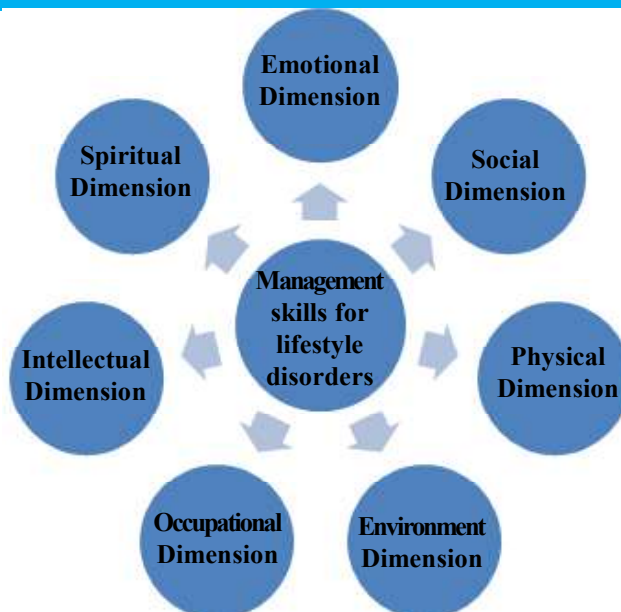 Emotional
Dimension
Social
Dimension
Physical
Dimension
Environment
Dimension
Occupational
Dimension
Intellectual
Dimension
Spiritual
Dimension
Management
skills for
lifestyle
disorders